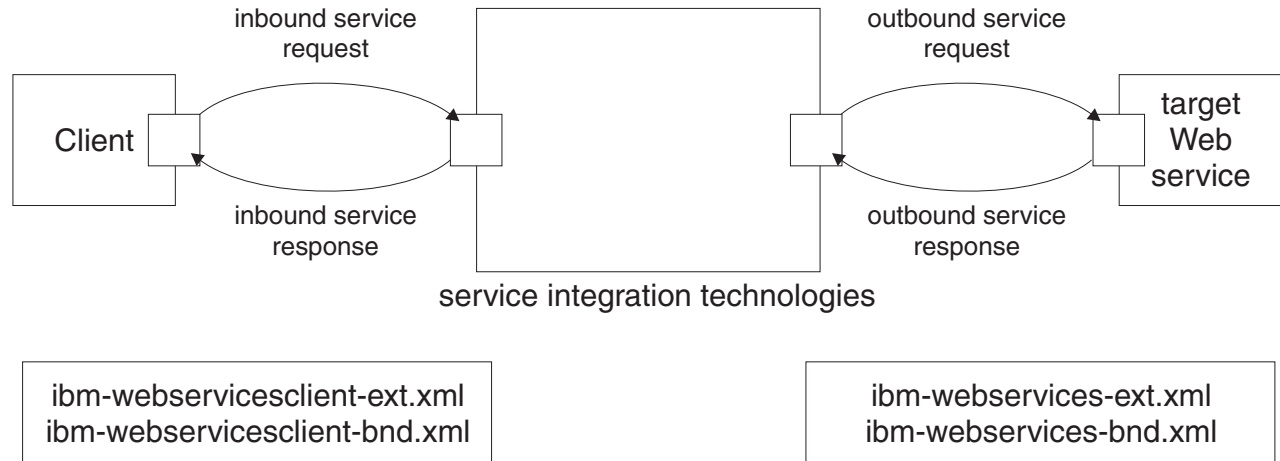 inbound service
request
outbound service
request
Client
target
Web
service
inbound service
response
outbound service
response
service integration technologies
ibm-webservicesclient-ext.xml
ibm-webservicesclient-bnd.xml
ibm-webservices-ext.xml
ibm-webservices-bnd.xml